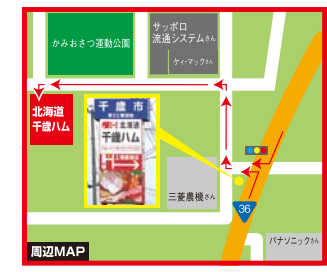 かみおさつ運動公園
サッポロ
流通システムさん
ケイ・マックさん
北海道
千歳ハム
千歳市
北海道
千歳ハム
三菱農機さん
36
パナソニックさん
周辺MAP